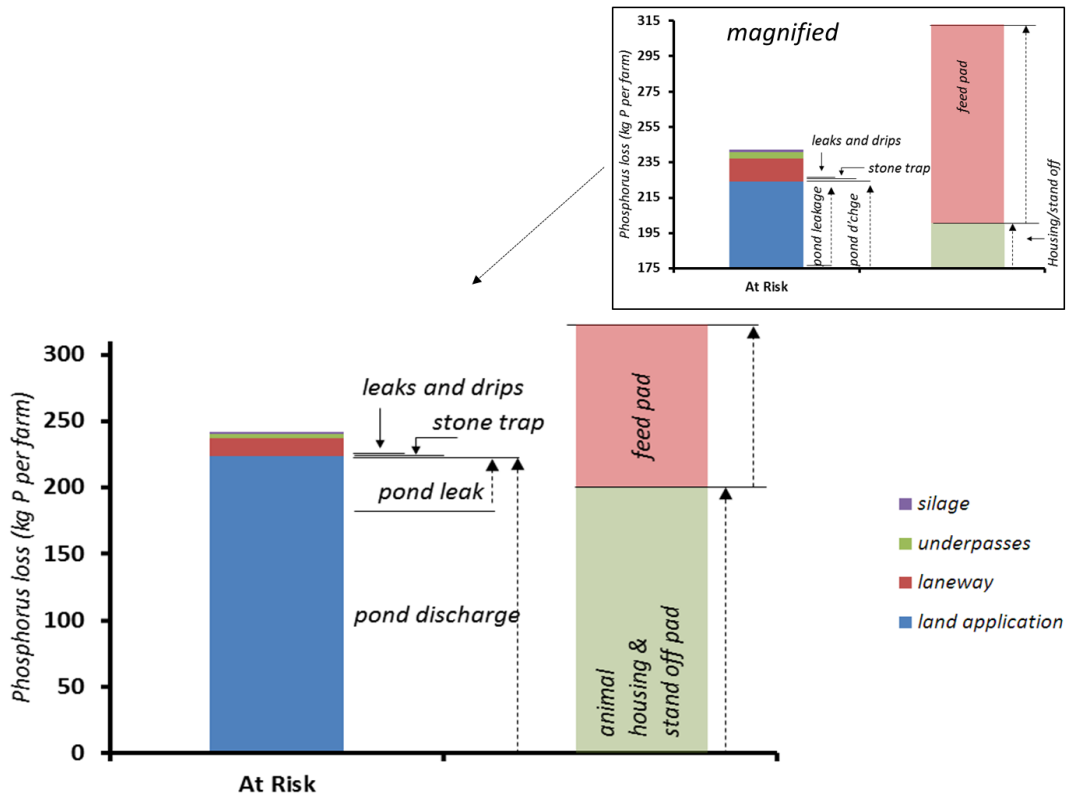 magnified
Phosphorus loss (kg P per farm)
315
295
275
255
235
215
195
175
leaks and drips
stone trap
pond leakage
pond d'chge
feed pad
Housing/stand off
At Risk
Phosphorus loss (kg P per farm)
300
250
200
150
100
50
0
leaks and drips
stone trap
pond leak
pond discharge
feed pad
animal
housing &
stand off pad
silage
underpasses
laneway
land application
At Risk